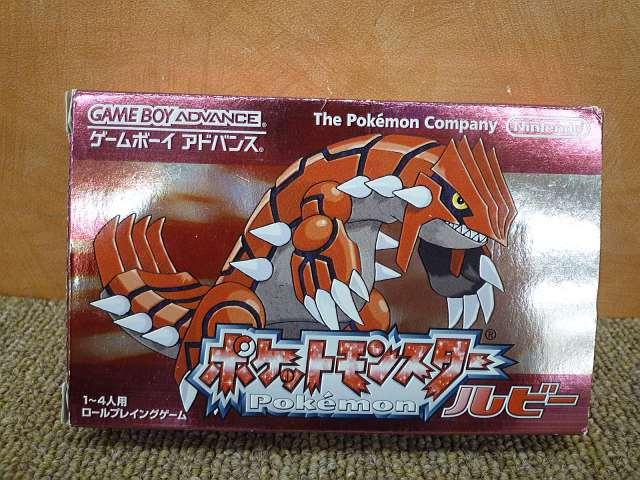 GAME BOY ADVANCE
ゲームボーイ アドバンス®
The Pokémon Company
Nintendo
ポケットモンスター®
Pokémon
ルビー
1~4人用
ロールプレイングゲーム